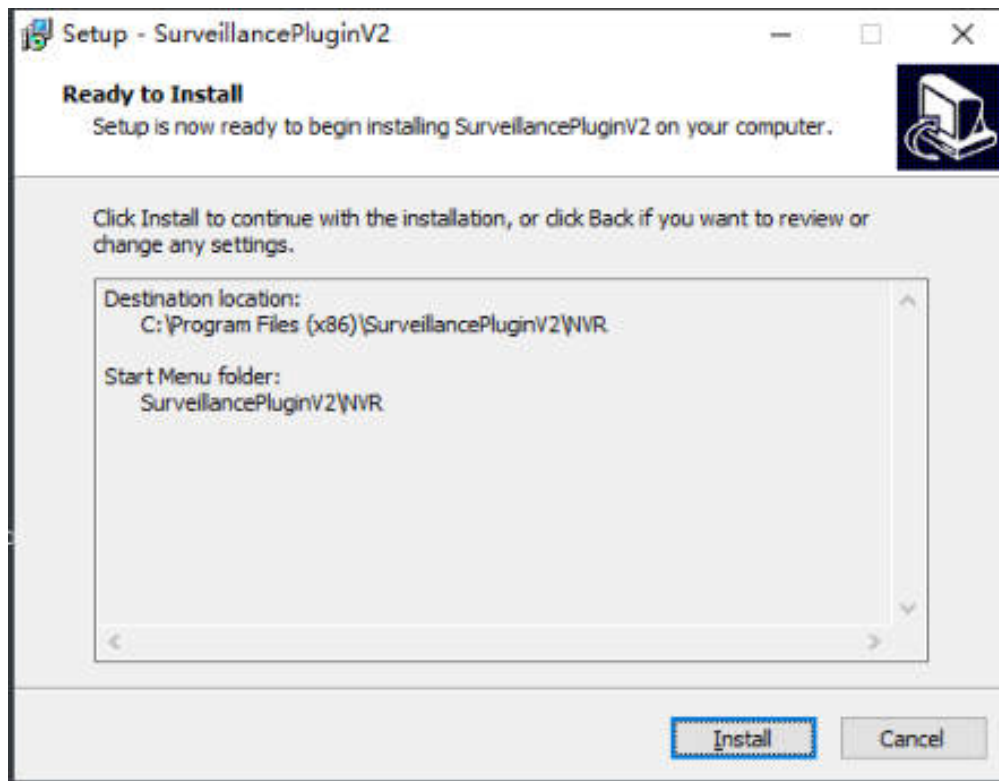 Setup - SurveillancePluginV2
Ready to Install
Setup is now ready to begin installing SurveillancePluginV2 on your computer.
Click Install to continue with the installation, or click Back if you want to review or
change any settings.
Destination location:
C:\Program Files (x86)\SurveillancePluginV2\NVR
Start Menu folder:
SurveillancePluginV2\NVR
Install
Cancel